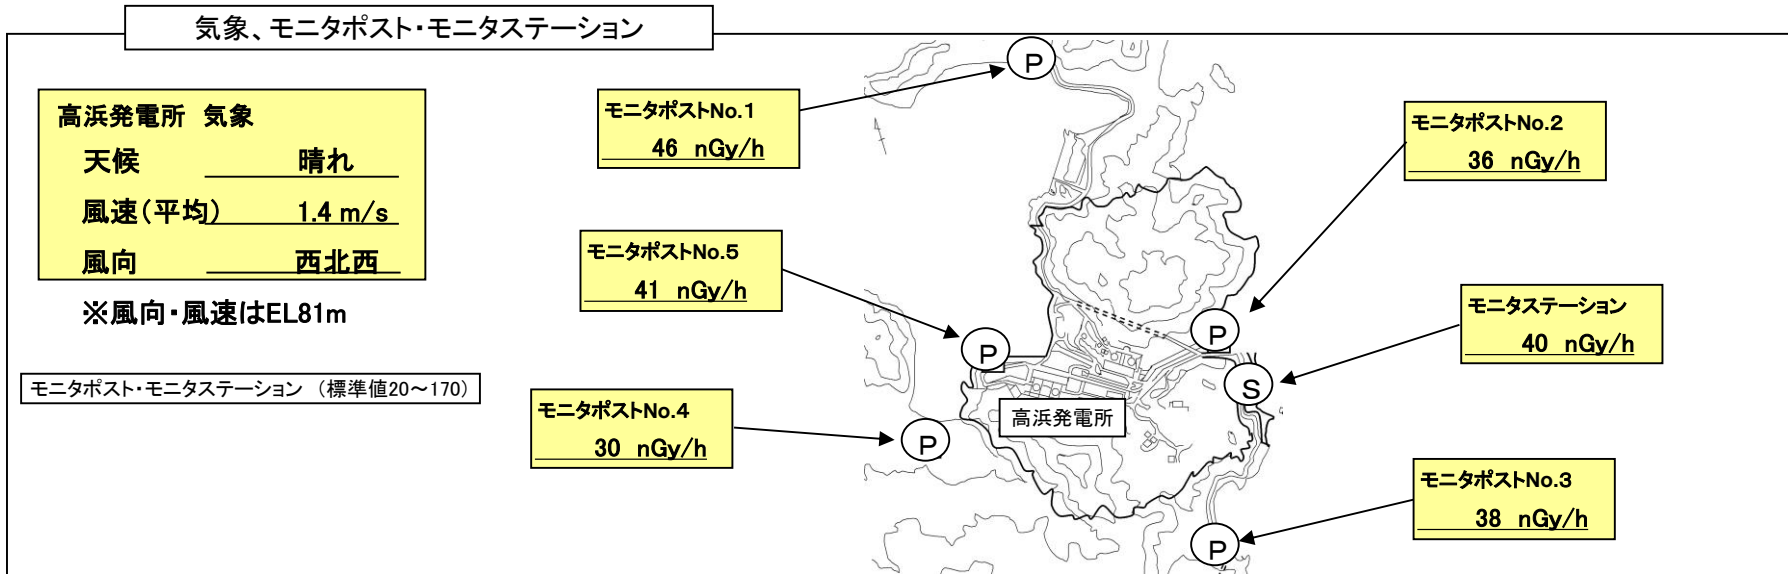 気象、モニタポスト・モニタステーション
高浜発電所 気象
天候 晴れ
風速(平均) 1.4 m/s
風向 西北西
※風向・風速はEL81m
モニタポスト・モニタステーション (標準値20～170)
モニタポストNo.1
46 nGy/h
モニタポストNo.5
41 nGy/h
モニタポストNo.4
30 nGy/h
P
P
P
P
S
P
高浜発電所
モニタポストNo.2
36 nGy/h
モニタステーション
40 nGy/h
モニタポストNo.3
38 nGy/h